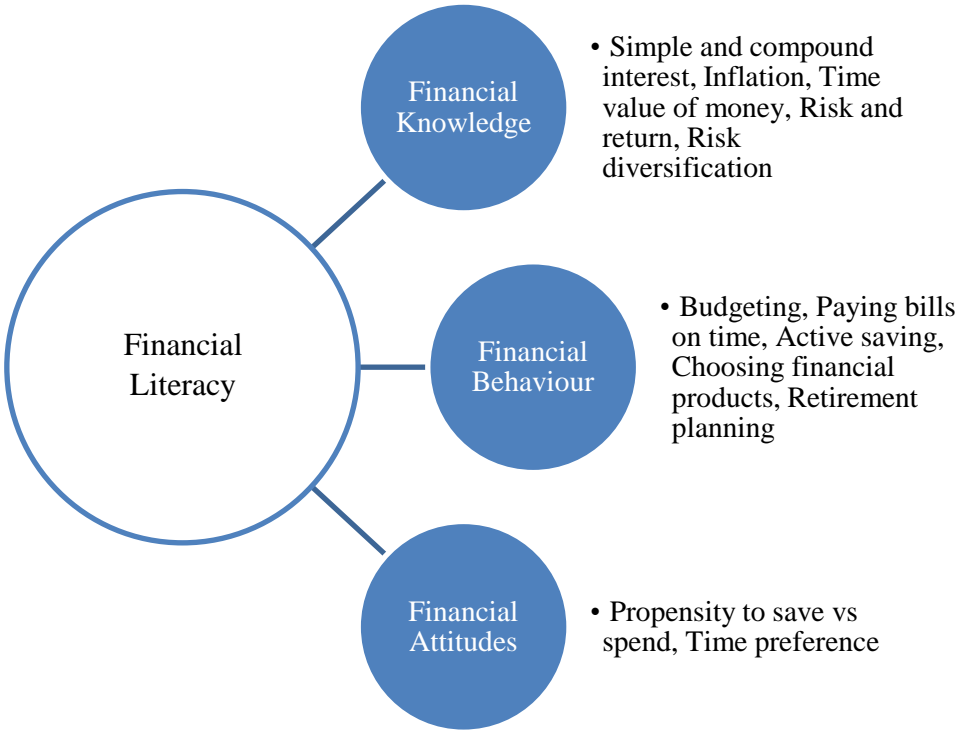 Financial
Literacy
Financial
Knowledge
• Simple and compound
interest, Inflation, Time
value of money, Risk and
return, Risk
diversification
Financial
Behaviour
• Budgeting, Paying bills
on time, Active saving,
Choosing financial
products, Retirement
planning
Financial
Attitudes
• Propensity to save vs
spend, Time preference